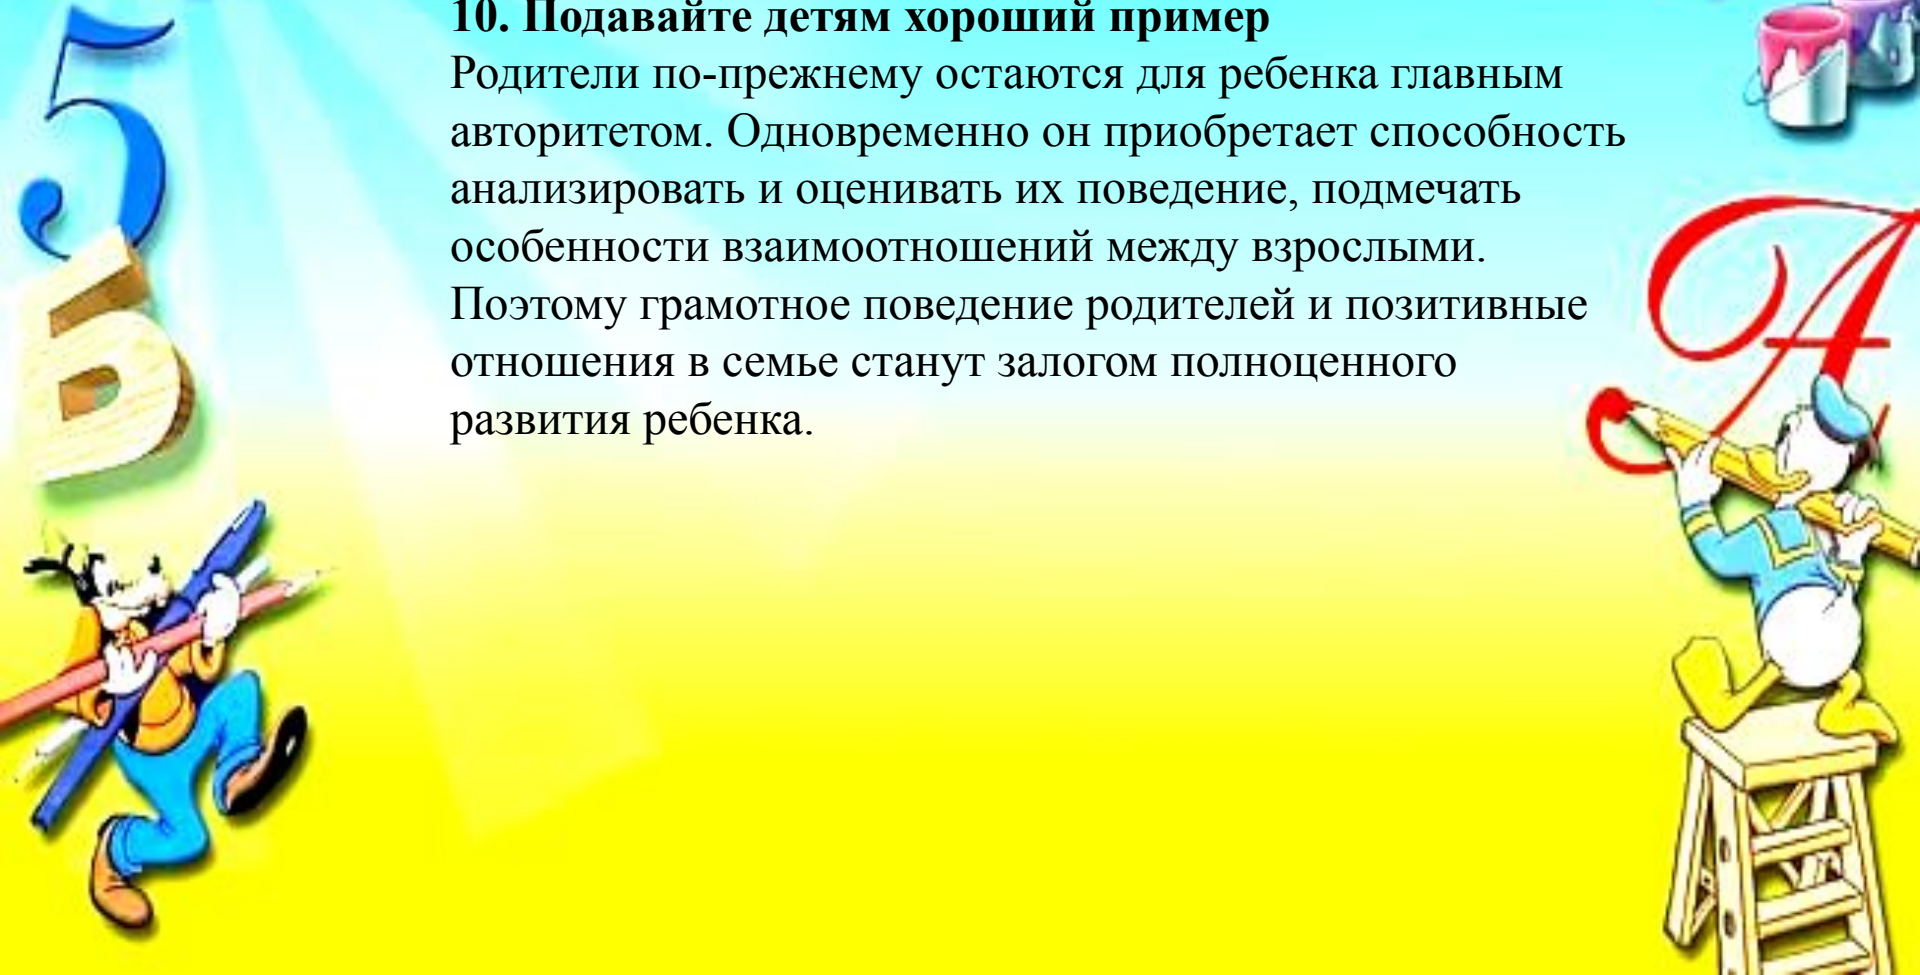 10. Подавайте детям хороший пример
Родители по-прежнему остаются для ребенка главным
авторитетом. Одновременно он приобретает способность
анализировать и оценивать их поведение, подмечать
особенности взаимоотношений между взрослыми.
Поэтому грамотное поведение родителей и позитивные
отношения в семье станут залогом полноценного
развития ребенка.
5
Б
А